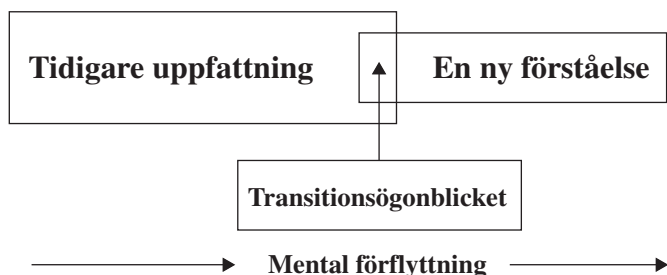 Tidigare uppfattning
En ny förståelse
Transitionsögonblicket
Mental förflyttning